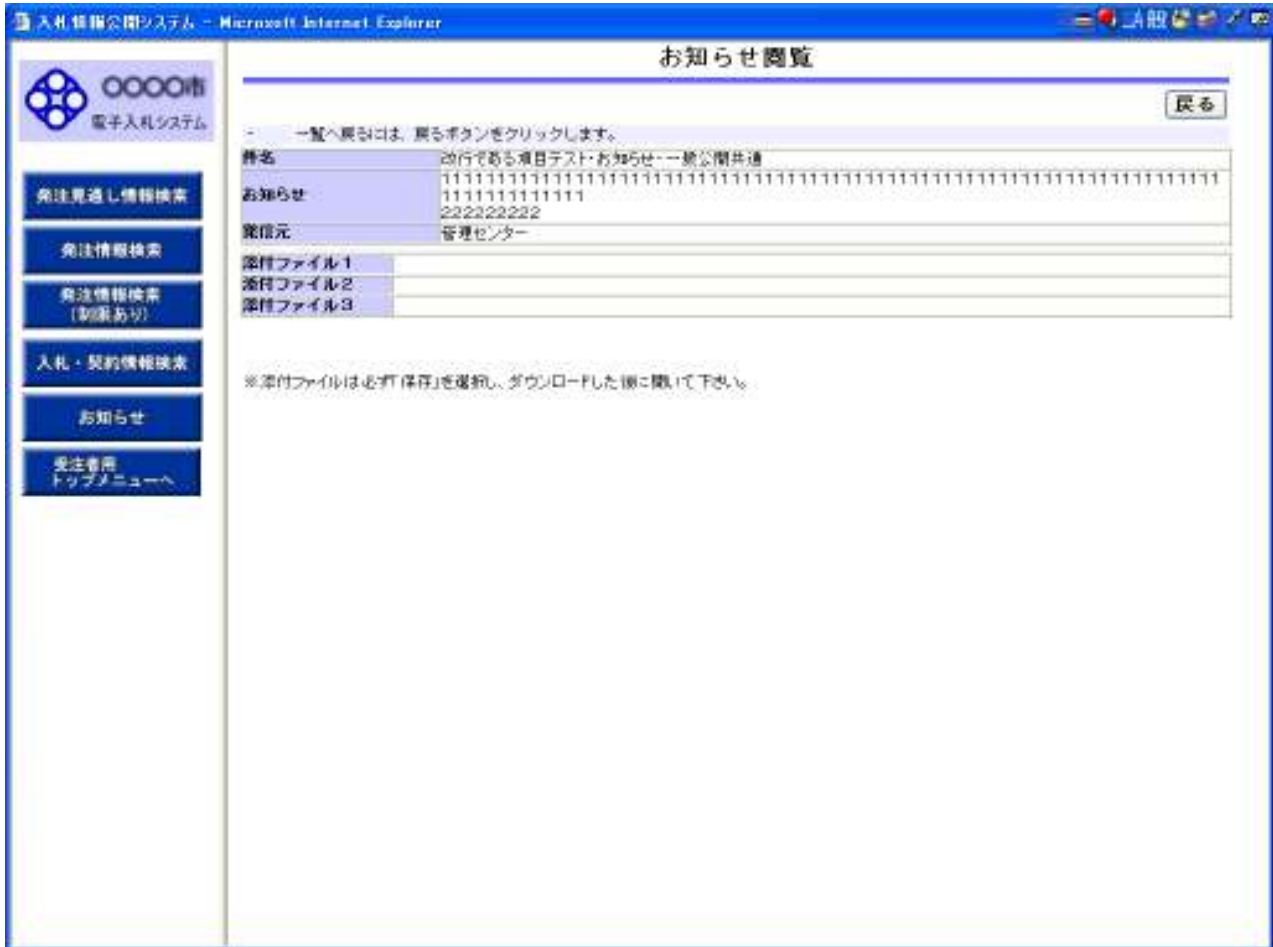 入札情報公開システム - Microsoft Internet Explorer
A 般
〇〇〇〇市
電子入札システム
発注見通し情報検索
発注情報検索
発注情報検索
(制限あり)
入札・契約情報検索
お知らせ
受注者用
トップメニューへ
お知らせ閲覧
戻る
- 一覧へ戻るには、戻るボタンをクリックします。
件名 改行である項目テスト・お知らせ・一般公開共通
お知らせ
1111111111111
222222222
発信元 管理センター
添付ファイル1
添付ファイル2
添付ファイル3
※添付ファイルは必ず「保存」を選択し、ダウンロードした後に開いて下さい。